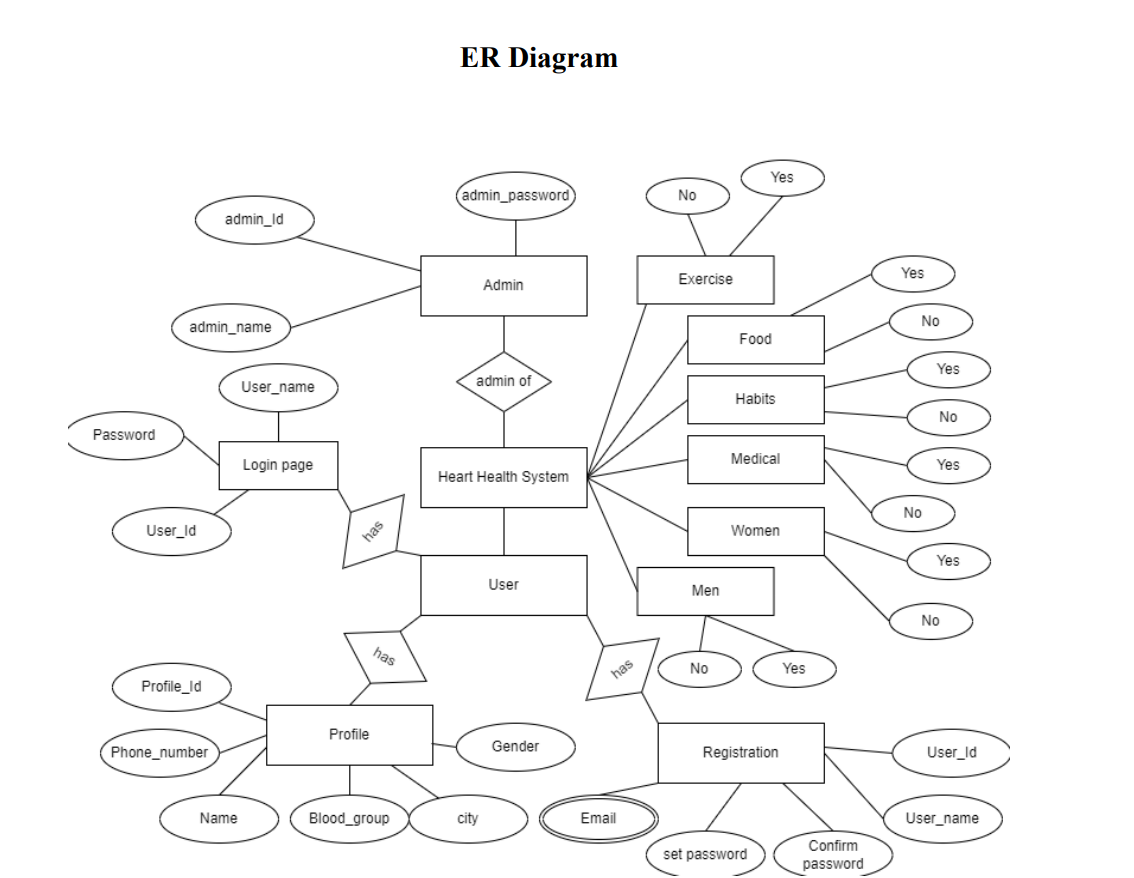 ER Diagram
Yes
No
admin_password
admin_Id
Yes
Exercise
Admin
No
admin_name
Food
Yes
admin of
User_name
Habits
No
Password
Medical
Yes
Login page
Heart Health System
No
User_Id
Women
has
Yes
User
Men
No
has
has
No
Yes
Profile_Id
Profile
Gender
Phone_number
Registration
User_Id
Name
Blood_group
city
Email
User_name
set password
Confirm
password